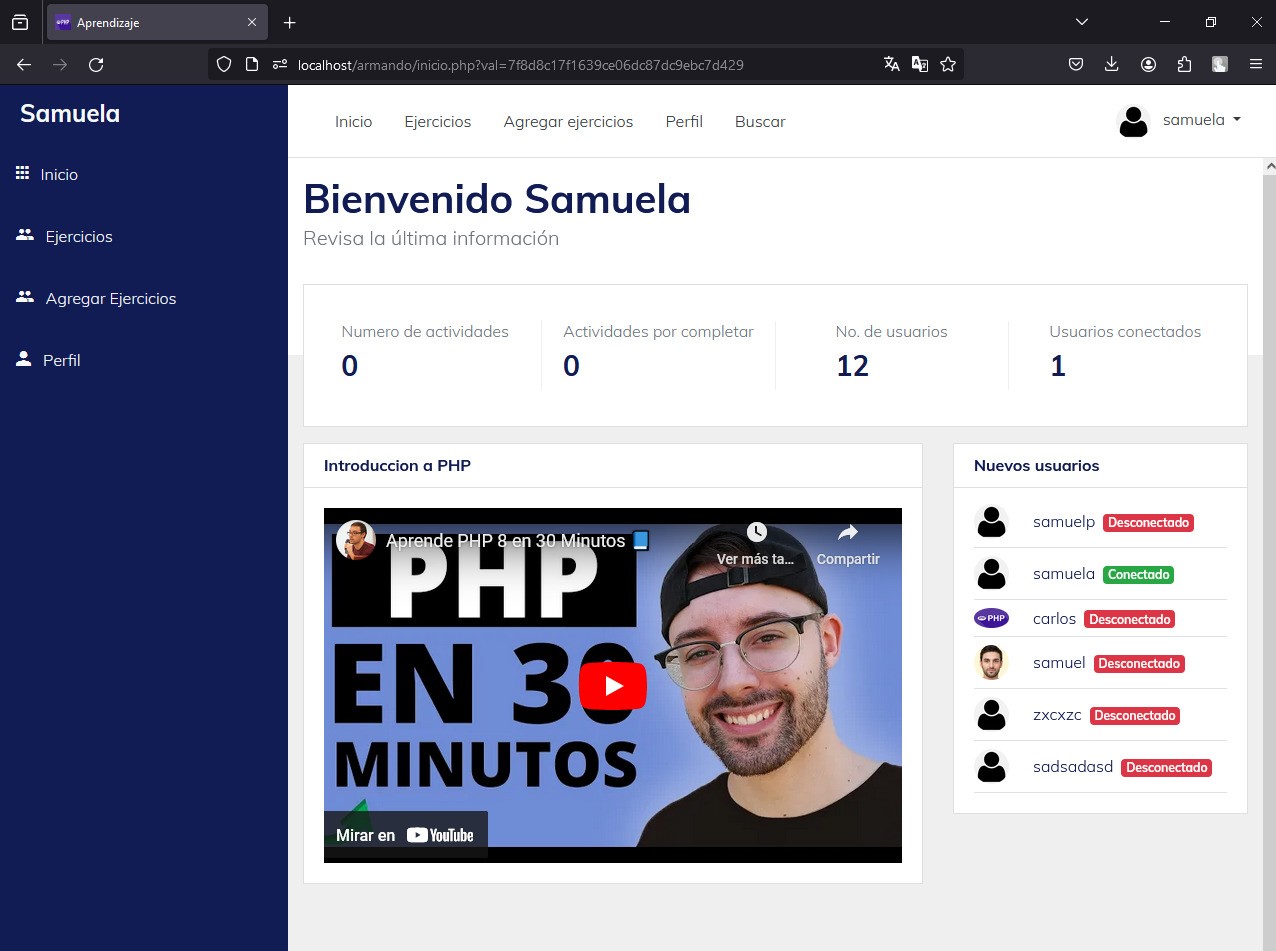 Aprendizaje
localhost/armando/inicio.php?val=7f8d8c17f1639ce06dc87dc9ebc7d429
Samuela
Inicio
Ejercicios
Agregar Ejercicios
Perfil
Inicio Ejercicios Agregar ejercicios Perfil Buscar
samuela
Bienvenido Samuela
Revisa la última información
Numero de actividades
0
Actividades por completar
0
No. de usuarios
12
Usuarios conectados
1
Introduccion a PHP
Aprende PHP 8 en 30 Minutos
Ver más ta...
Compartir
PHP
EN 30
MINUTOS
Mirar en YouTube
Nuevos usuarios
samuelp Desconectado
samuela Conectado
PHP carlos Desconectado
samuel Desconectado
zxcxzc Desconectado
sadsadasd Desconectado